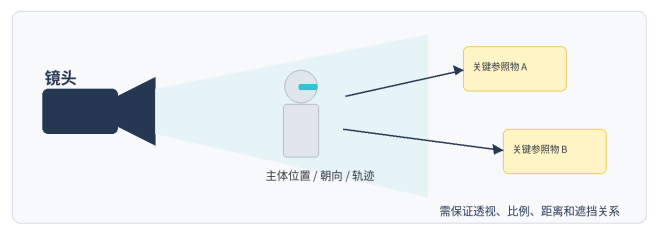 镜头
关键参照物 A
关键参照物 B
主体位置 / 朝向 / 轨迹
需保证透视、比例、距离和遮挡关系